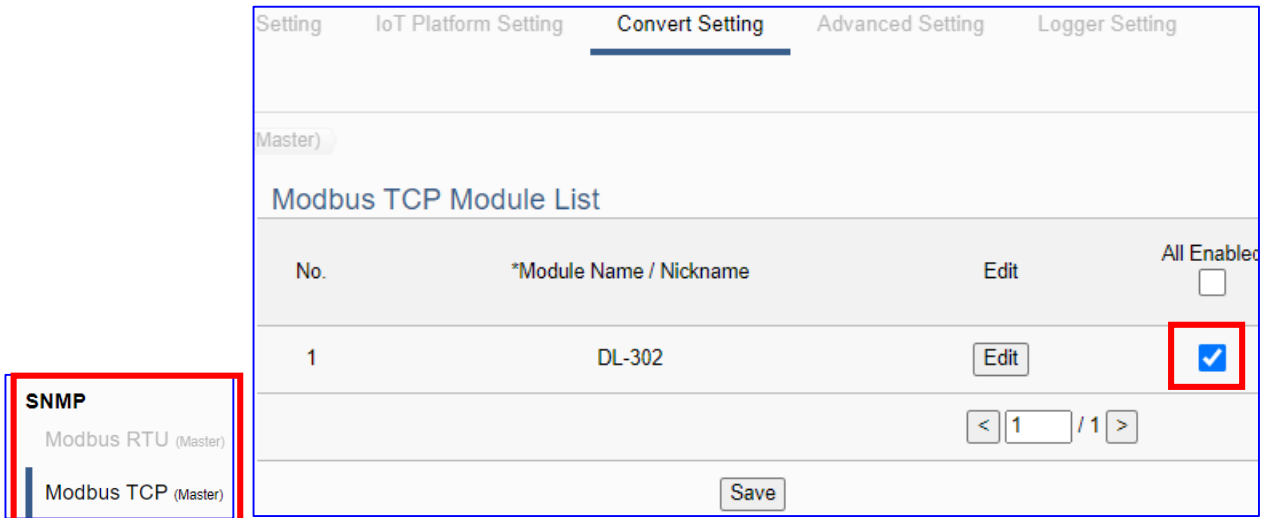 Setting IoT Platform Setting Convert Setting Advanced Setting Logger Setting
Master)
Modbus TCP Module List
No. *Module Name / Nickname Edit All Enabled
1 DL-302 Edit
< 1 / 1 >
Save
SNMP
Modbus RTU (Master)
Modbus TCP (Master)